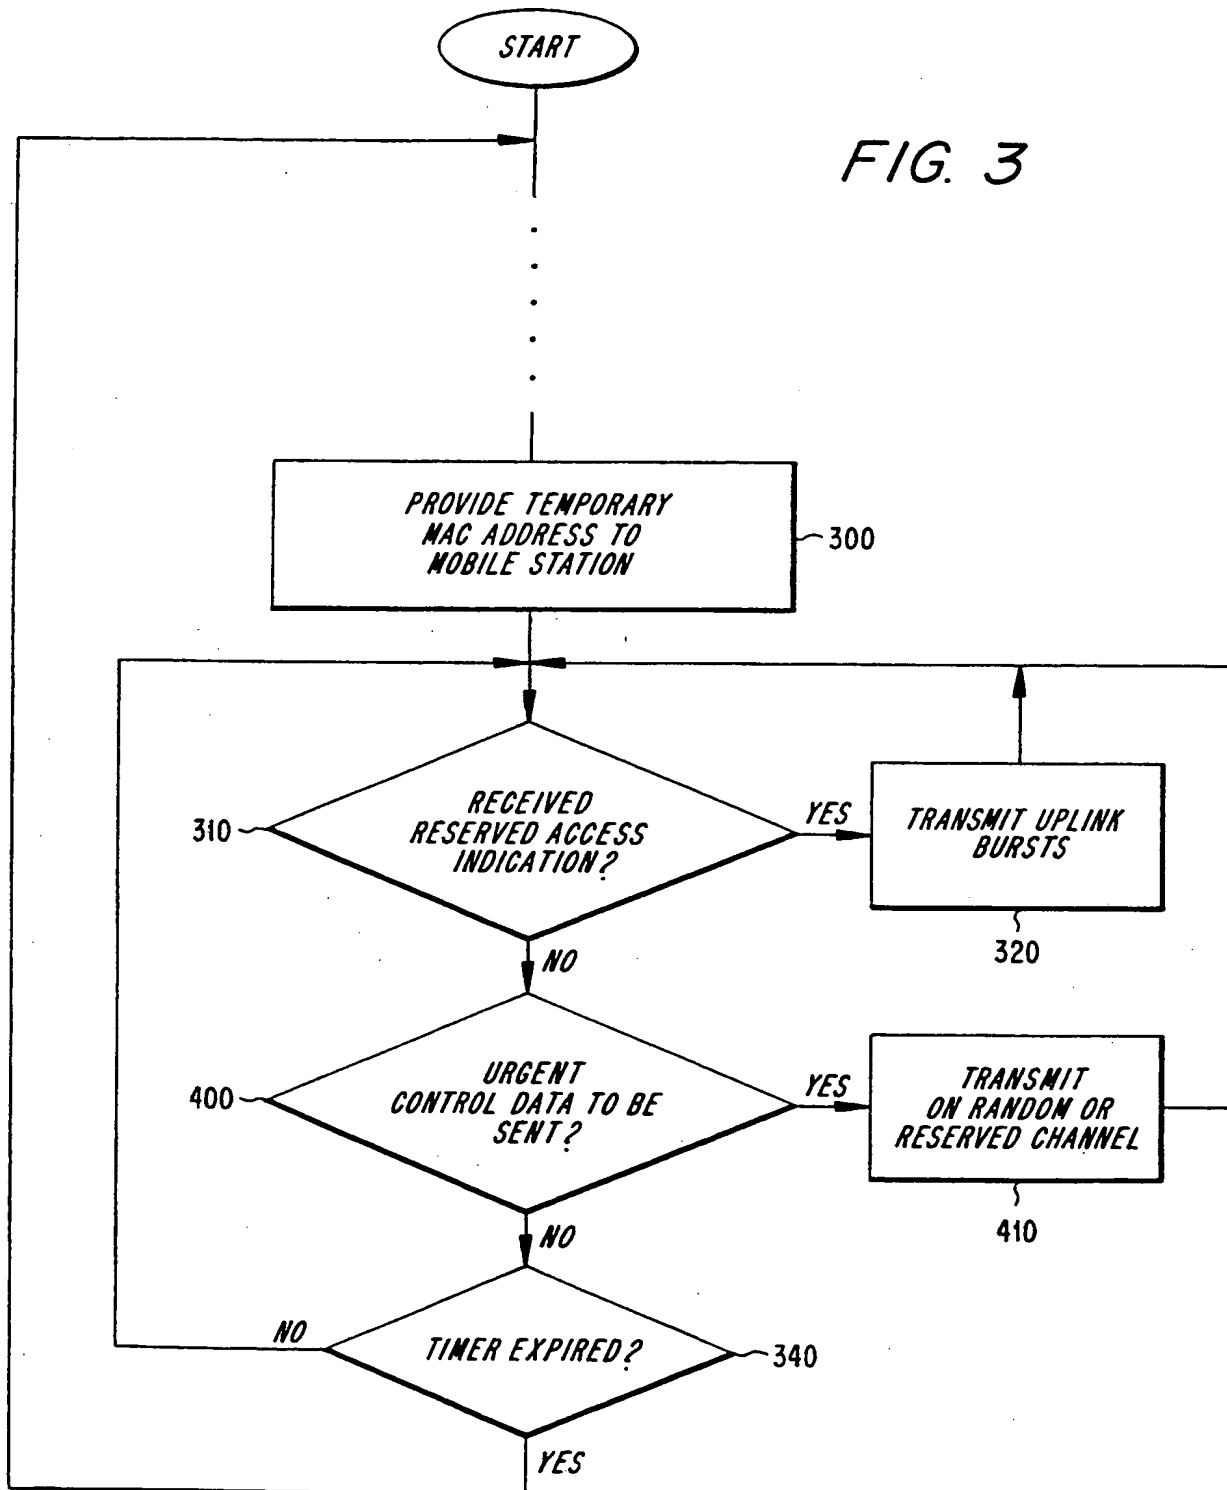 START
FIG. 3
PROVIDE TEMPORARY
MAC ADDRESS TO
MOBILE STATION
300
RECEIVED
RESERVED ACCESS
INDICATION?
310
YES
TRANSMIT UPLINK
BURSTS
320
NO
URGENT
CONTROL DATA TO BE
SENT?
400
YES
TRANSMIT
ON RANDOM OR
RESERVED CHANNEL
410
NO
TIMER EXPIRED?
340
NO
YES